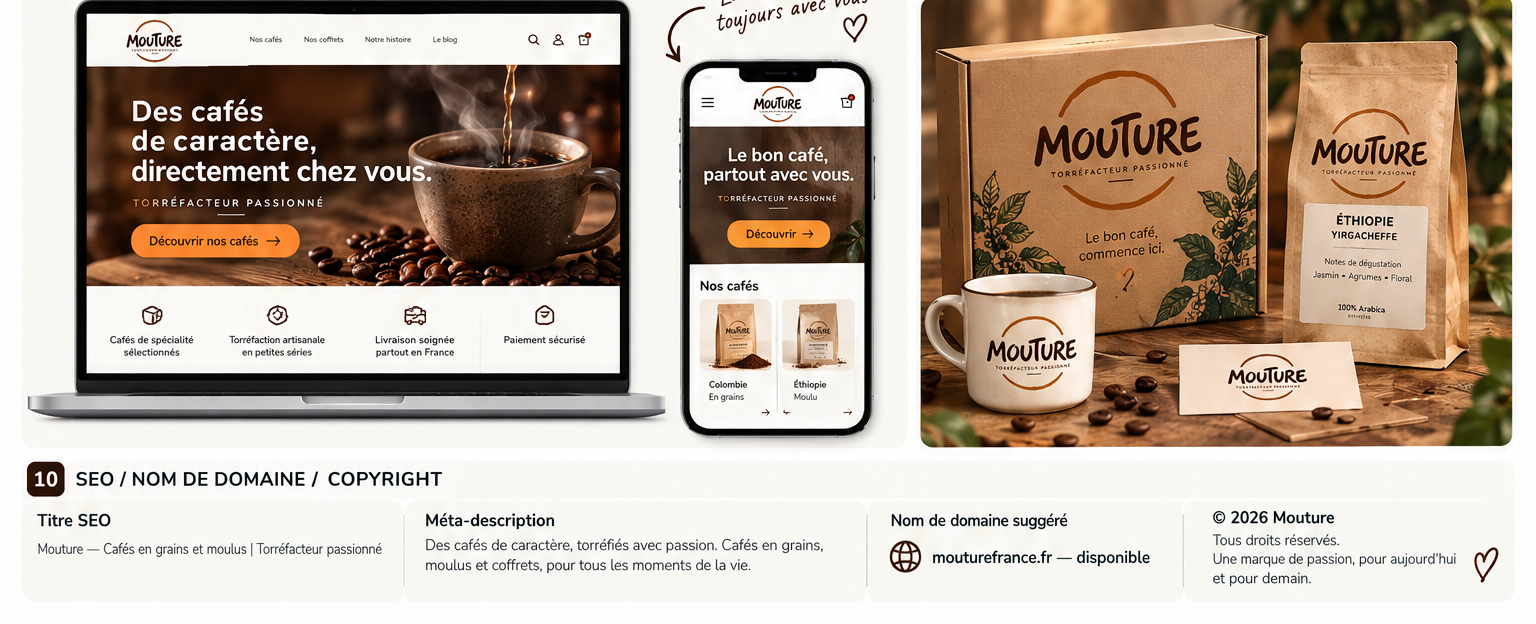 toujours avec vous
MOUTURE
Nos cafés
Nos coffrets
Notre histoire
Le blog
Des cafés
de caractère,
directement chez vous.
TORRÉFACTEUR PASSIONNÉ
Découvrir nos cafés →
Cafés de spécialité
sélectionnés
Torréfaction artisanale
en petites séries
Livraison soignée
partout en France
Paiement sécurisé
MOUTURE
Le bon café,
partout avec vous.
TORRÉFACTEUR PASSIONNÉ
Découvrir →
Nos cafés
MOUTURE
MOUTURE
Colombie
En grains
Éthiopie
Moulu
MOUTURE
TORRÉFACTEUR PASSIONNÉ
Le bon café,
commence ici.
MOUTURE
TORRÉFACTEUR PASIONNÉ
ÉTHIOPIE
YIRGACHEFFE
Notes de dégustation
Jasmin • Agrumes • Floral
100% Arabica
MOUTURE
TORRÉFACTEUR PASSIONNÉ
MOUTURE
10 SEO / NOM DE DOMAINE / COPYRIGHT
Titre SEO
Mouture — Cafés en grains et moulus | Torréfacteur passionné
Méta-description
Des cafés de caractère, torréfiés avec passion. Cafés en grains,
moulus et coffrets, pour tous les moments de la vie.
Nom de domaine suggéré
mouturefrance.fr — disponible
© 2026 Mouture
Tous droits réservés.
Une marque de passion, pour aujourd'hui
et pour demain.